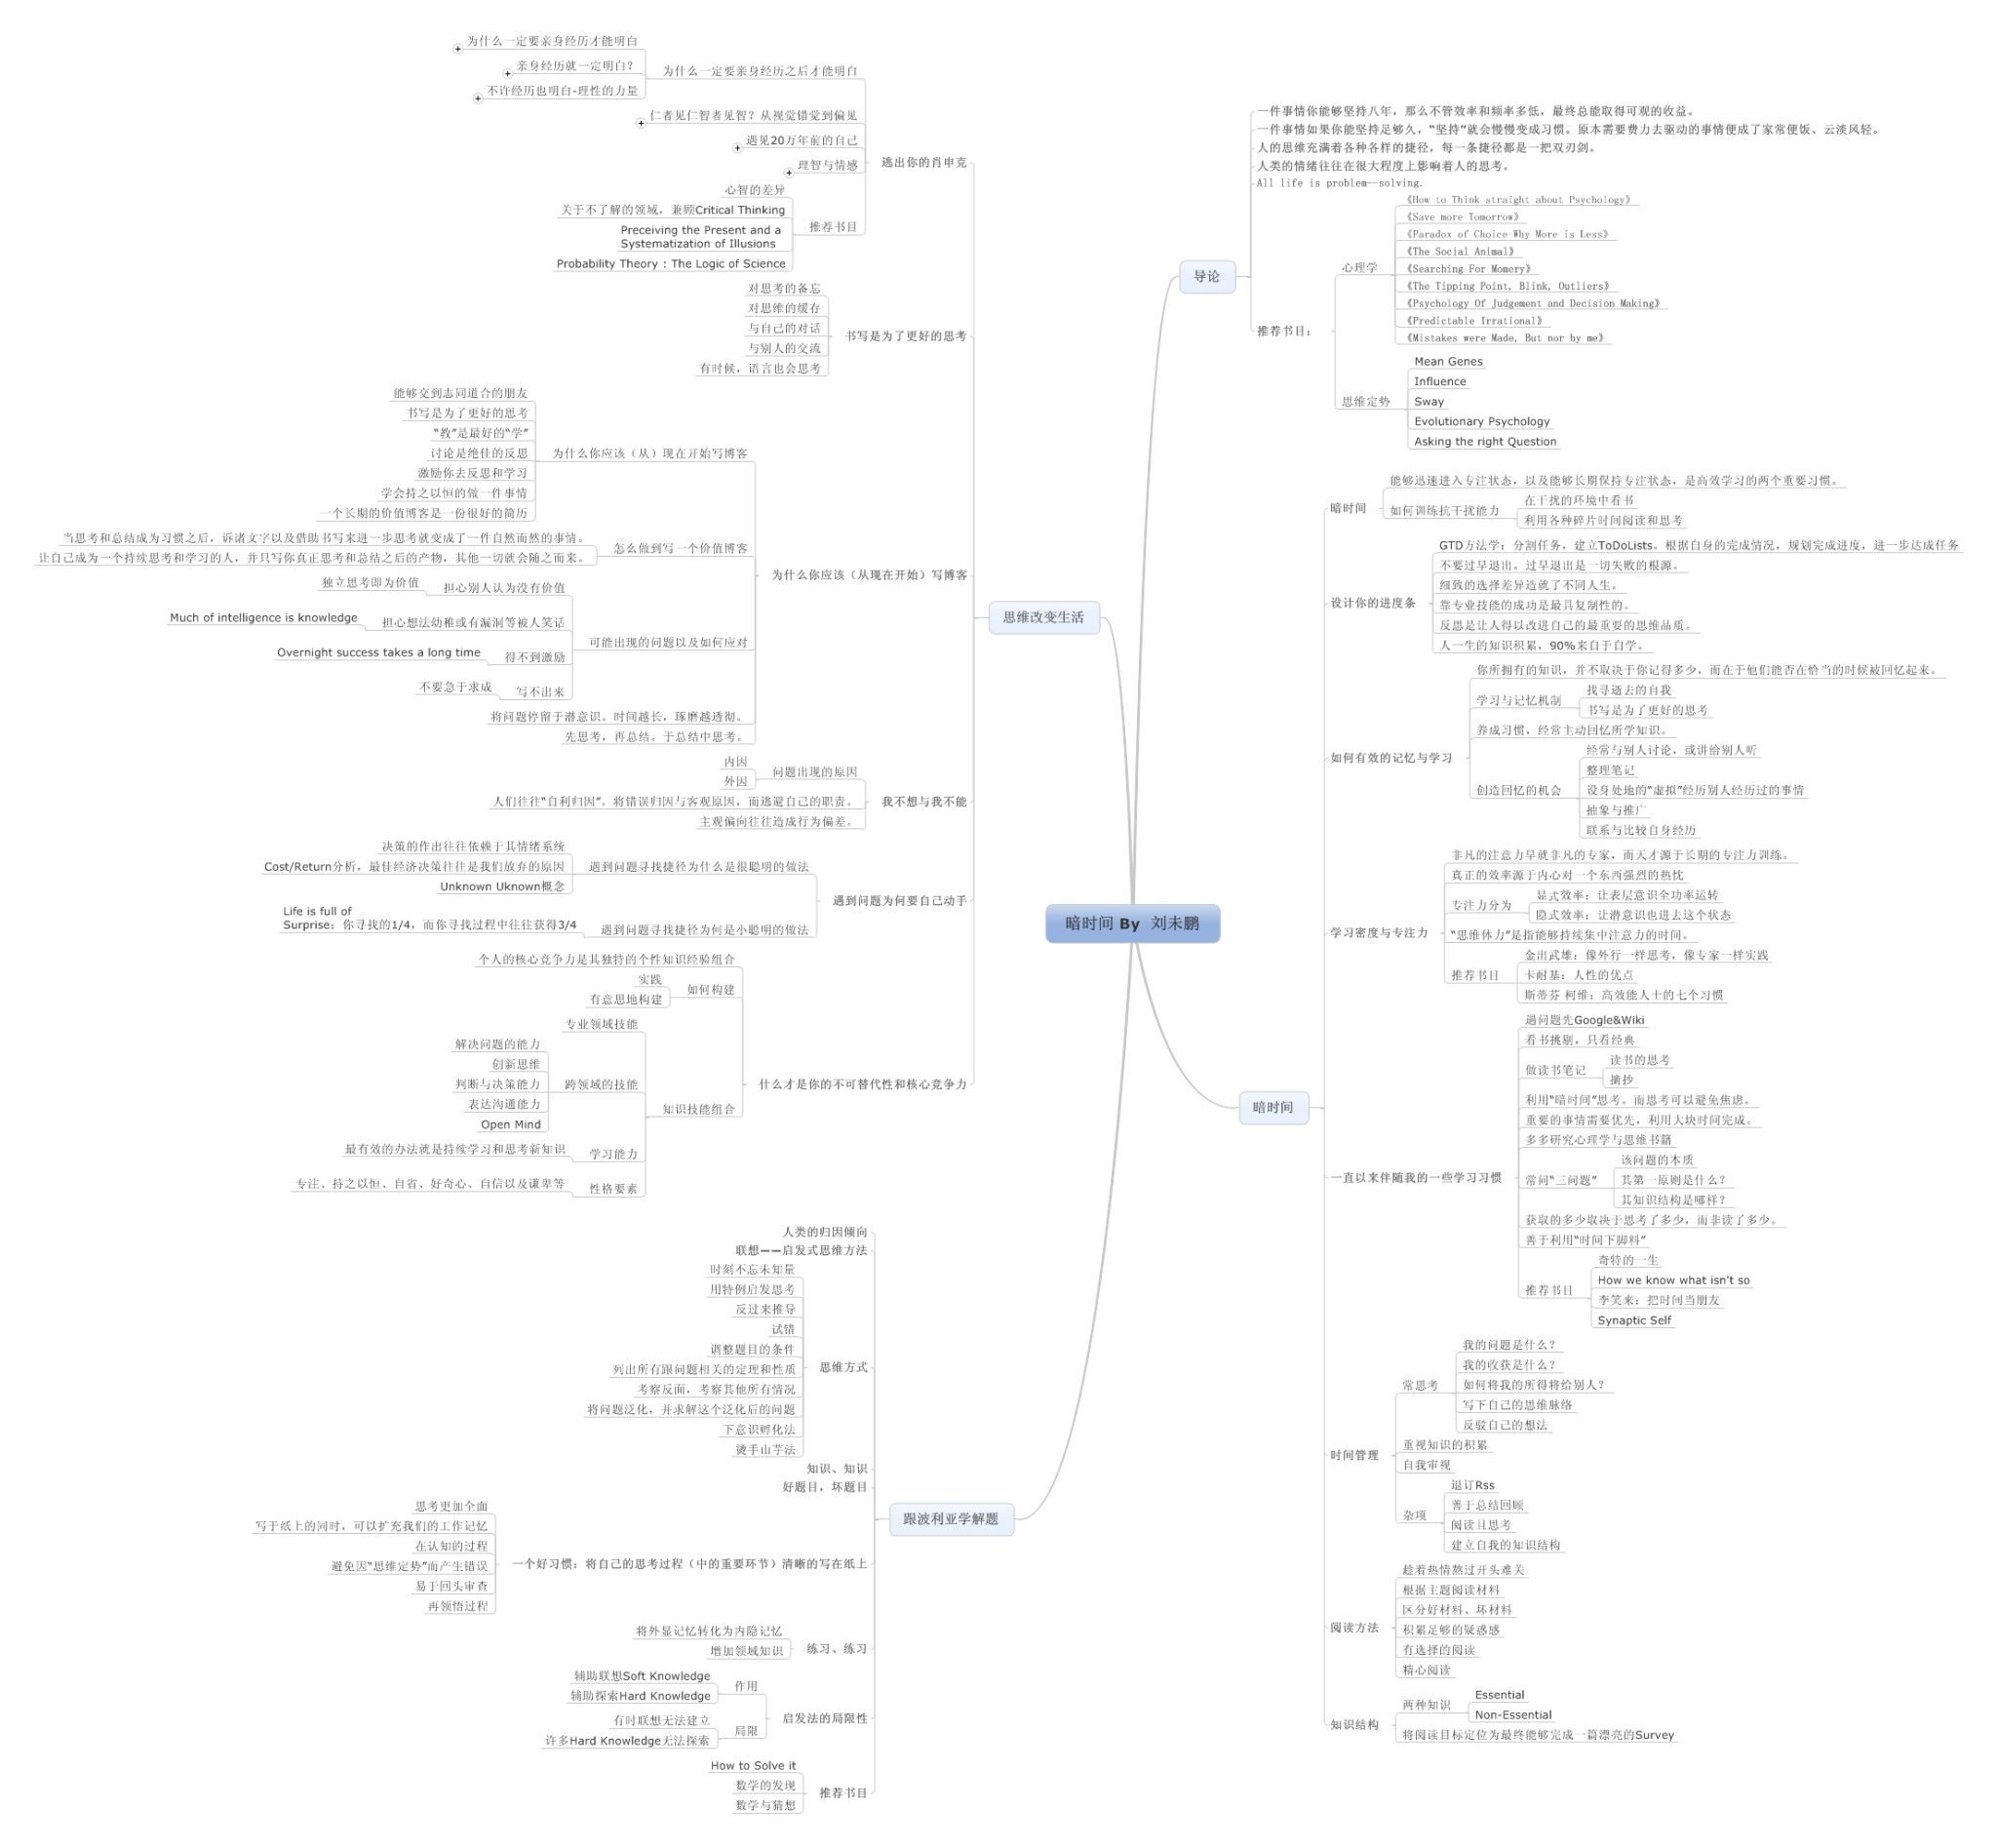 暗时间 By 刘未鹏
导论
一件事情你能够坚持八年，那么不管效率和频率多低，最终总能取得可观的收益。
一件事情如果你能坚持足够久，“坚持”就会慢慢变成习惯。原本需要费力去驱动的事情便成了家常便饭、云淡风轻。
人的思维充满着各种各样的捷径，每一条捷径都是一把双刃剑。
人类的情绪往往在很大程度上影响着人的思考。
All life is problem--solving.
推荐书目：
心理学
《How to Think straight about Psychology》
《Save more Tomorrow》
《Paradox of Choice-Why More is Less》
《The Social Animal》
《Searching For Momery》
《The Tipping Point, Blink, Outliers》
《Psychology Of Judgement and Decision Making》
《Predictable Irrational》
《Mistakes were Made, But nor by me》
思维定势
Mean Genes
Influence
Sway
Evolutionary Psychology
Asking the right Question
暗时间
暗时间
能够迅速进入专注状态，以及能够长期保持专注状态，是高效学习的两个重要习惯。
如何训练抗干扰能力
在干扰的环境中看书
利用各种碎片时间阅读和思考
设计你的进度条
GTD方法学：分割任务，建立ToDoLists。根据自身的完成情况，规划完成进度，进一步达成任务
不要过早退出。过早退出是一切失败的根源。
细致的选择差异造就了不同人生。
靠专业技能的成功是最具复制性的。
反思是让人得以改进自己的最重要的思维品质。
人一生的知识积累，90%来自于自学。
如何有效的记忆与学习
你所拥有的知识，并不取决于你记得多少，而在于他们能否在恰当的时候被回忆起来。
学习与记忆机制
找寻逝去的自我
书写是为了更好的思考
养成习惯，经常主动回忆所学知识。
创造回忆的机会
经常与别人讨论，或讲给别人听
整理笔记
设身处地的“虚拟”经历别人经历过的事情
抽象与推广
联系与比较自身经历
学习密度与专注力
非凡的注意力早就非凡的专家，而天才源于长期的专注力训练。
真正的效率源于内心对一个东西强烈的热忱
专注力分为
显式效率：让表层意识全功率运转
隐式效率：让潜意识也进去这个状态
“思维体力”是指能够持续集中注意力的时间。
推荐书目
金出武雄：像外行一样思考，像专家一样实践
卡耐基：人性的优点
斯蒂芬 柯维：高效能人士的七个习惯
一直以来伴随我的一些学习习惯
遇问题先Google&Wiki
看书挑剔，只看经典
做读书笔记
读书的思考
摘抄
利用“暗时间”思考。而思考可以避免焦虑。
重要的事情需要优先，利用大块时间完成。
多多研究心理学与思维书籍
常问“三问题”
该问题的本质
其第一原则是什么？
其知识结构是哪样？
获取的多少取决于思考了多少，而非读了多少。
善于利用“时间下脚料”
推荐书目
奇特的一生
How we know what isn't so
李笑来：把时间当朋友
Synaptic Self
时间管理
常思考
我的问题是什么？
我的收获是什么？
如何将我的所得将给别人？
写下自己的思维脉络
反驳自己的想法
重视知识的积累
自我审视
杂项
退订Rss
善于总结回顾
阅读且思考
建立自我的知识结构
阅读方法
趁着热情熬过开头难关
根据主题阅读材料
区分好材料、坏材料
积累足够的疑惑感
有选择的阅读
精心阅读
知识结构
两种知识
Essential
Non-Essential
将阅读目标定位为最终能够完成一篇漂亮的Survey
思维改变生活
逃出你的肖申克
为什么一定要亲身经历之后才能明白
为什么一定要亲身经历才能明白
亲身经历就一定明白？
不许经历也明白-理性的力量
仁者见仁智者见智？从视觉错觉到偏见
遇见20万年前的自己
理智与情感
推荐书目
心智的差异
关于不了解的领域，兼顾Critical Thinking
Preceiving the Present and a
Systematization of Illusions
Probability Theory : The Logic of Science
书写是为了更好的思考
对思考的备忘
对思维的缓存
与自己的对话
与别人的交流
有时候，语言也会思考
为什么你应该（从现在开始）写博客
为什么你应该（从）现在开始写博客
能够交到志同道合的朋友
书写是为了更好的思考
“教”是最好的“学”
讨论是绝佳的反思
激励你去反思和学习
学会持之以恒的做一件事情
一个长期的价值博客是一份很好的简历
怎么做到写一个价值博客
当思考和总结成为习惯之后，诉诸文字以及借助书写来进一步思考就变成了一件自然而然的事情。
让自己成为一个持续思考和学习的人，并只写你真正思考和总结之后的产物，其他一切就会随之而来。
可能出现的问题以及如何应对
担心别人认为没有价值
独立思考即为价值
担心想法幼稚或有漏洞等被人笑话
Much of intelligence is knowledge
得不到激励
Overnight success takes a long time
写不出来
不要急于求成
将问题停留于潜意识。时间越长，琢磨越透彻。
先思考，再总结。于总结中思考。
我不想与我不能
问题出现的原因
内因
外因
人们往往“自利归因”。将错误归因与客观原因，而逃避自己的职责。
主观偏向往往造成行为偏差。
遇到问题为何要自己动手
遇到问题寻找捷径为什么是很聪明的做法
决策的作出往往依赖于其情绪系统
Cost/Return分析，最佳经济决策往往是我们放弃的原因
Unknown Uknown概念
遇到问题寻找捷径为何是小聪明的做法
Life is full of
Surprise：你寻找的1/4，而你寻找过程中往往获得3/4
什么才是你的不可替代性和核心竞争力
个人的核心竞争力是其独特的个性知识经验组合
如何构建
实践
有意思地构建
知识技能组合
专业领域技能
跨领域的技能
解决问题的能力
创新思维
判断与决策能力
表达沟通能力
Open Mind
学习能力
最有效的办法就是持续学习和思考新知识
性格要素
专注、持之以恒、自省、好奇心、自信以及谦卑等
跟波利亚学解题
人类的归因倾向
联想——启发式思维方法
思维方式
时刻不忘未知量
用特例启发思考
反过来推导
试错
调整题目的条件
列出所有跟问题相关的定理和性质
考察反面，考察其他所有情况
将问题泛化，并求解这个泛化后的问题
下意识孵化法
烫手山芋法
知识、知识
好题目，坏题目
一个好习惯：将自己的思考过程（中的重要环节）清晰的写在纸上
思考更加全面
写于纸上的同时，可以扩充我们的工作记忆
在认知的过程
避免因“思维定势”而产生错误
易于回头审查
再领悟过程
练习、练习
将外显记忆转化为内隐记忆
增加领域知识
启发法的局限性
作用
辅助联想Soft Knowledge
辅助探索Hard Knowledge
局限
有时联想无法建立
许多Hard Knowledge无法探索
推荐书目
How to Solve it
数学的发现
数学与猜想